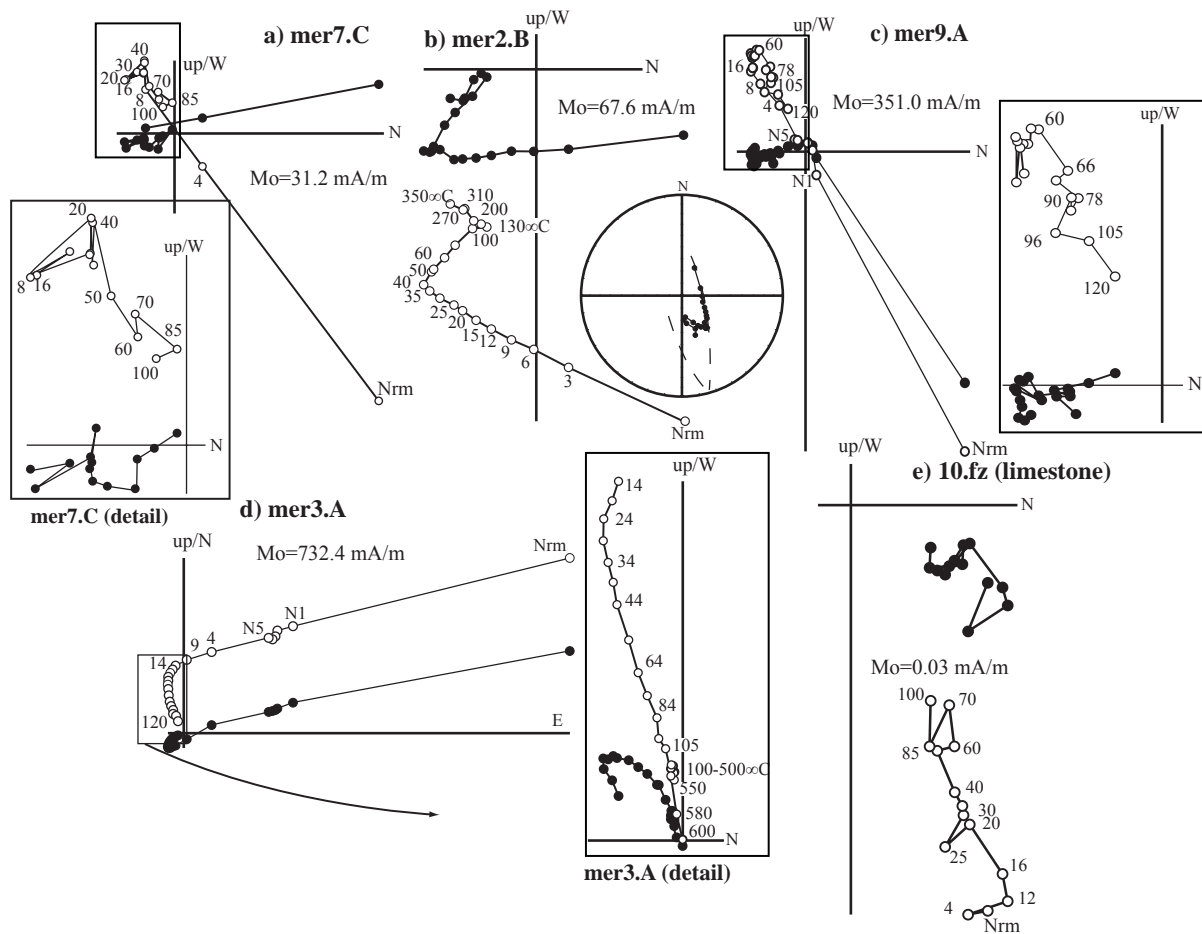 a) mer7.C
up/W
40
30
20
16
8
70
85
100
N
4
Mo=31.2 mA/m
Nrm
up/W
20
40
8
16
50
70
60
85
100
N
mer7.C (detail)
b) mer2.B
N
Mo=67.6 mA/m
350∞C
310
270
200
100
130∞C
60
50
40
35
25
20
15
12
9
6
3
Nrm
N
up/W
c) mer9.A
60
16
78
105
4
120
Mo=351.0 mA/m
N5
N
N1
Nrm
60
66
90
78
96
105
120
N
d) mer3.A
up/N
Mo=732.4 mA/m
Nrm
N1
N5
4
9
14
120
E
up/W
14
24
34
44
64
84
105
100-500∞C
550
580
600
N
mer3.A (detail)
e) 10.fz (limestone)
N
Mo=0.03 mA/m
100
70
85
60
40
30
20
25
16
12
4
Nrm